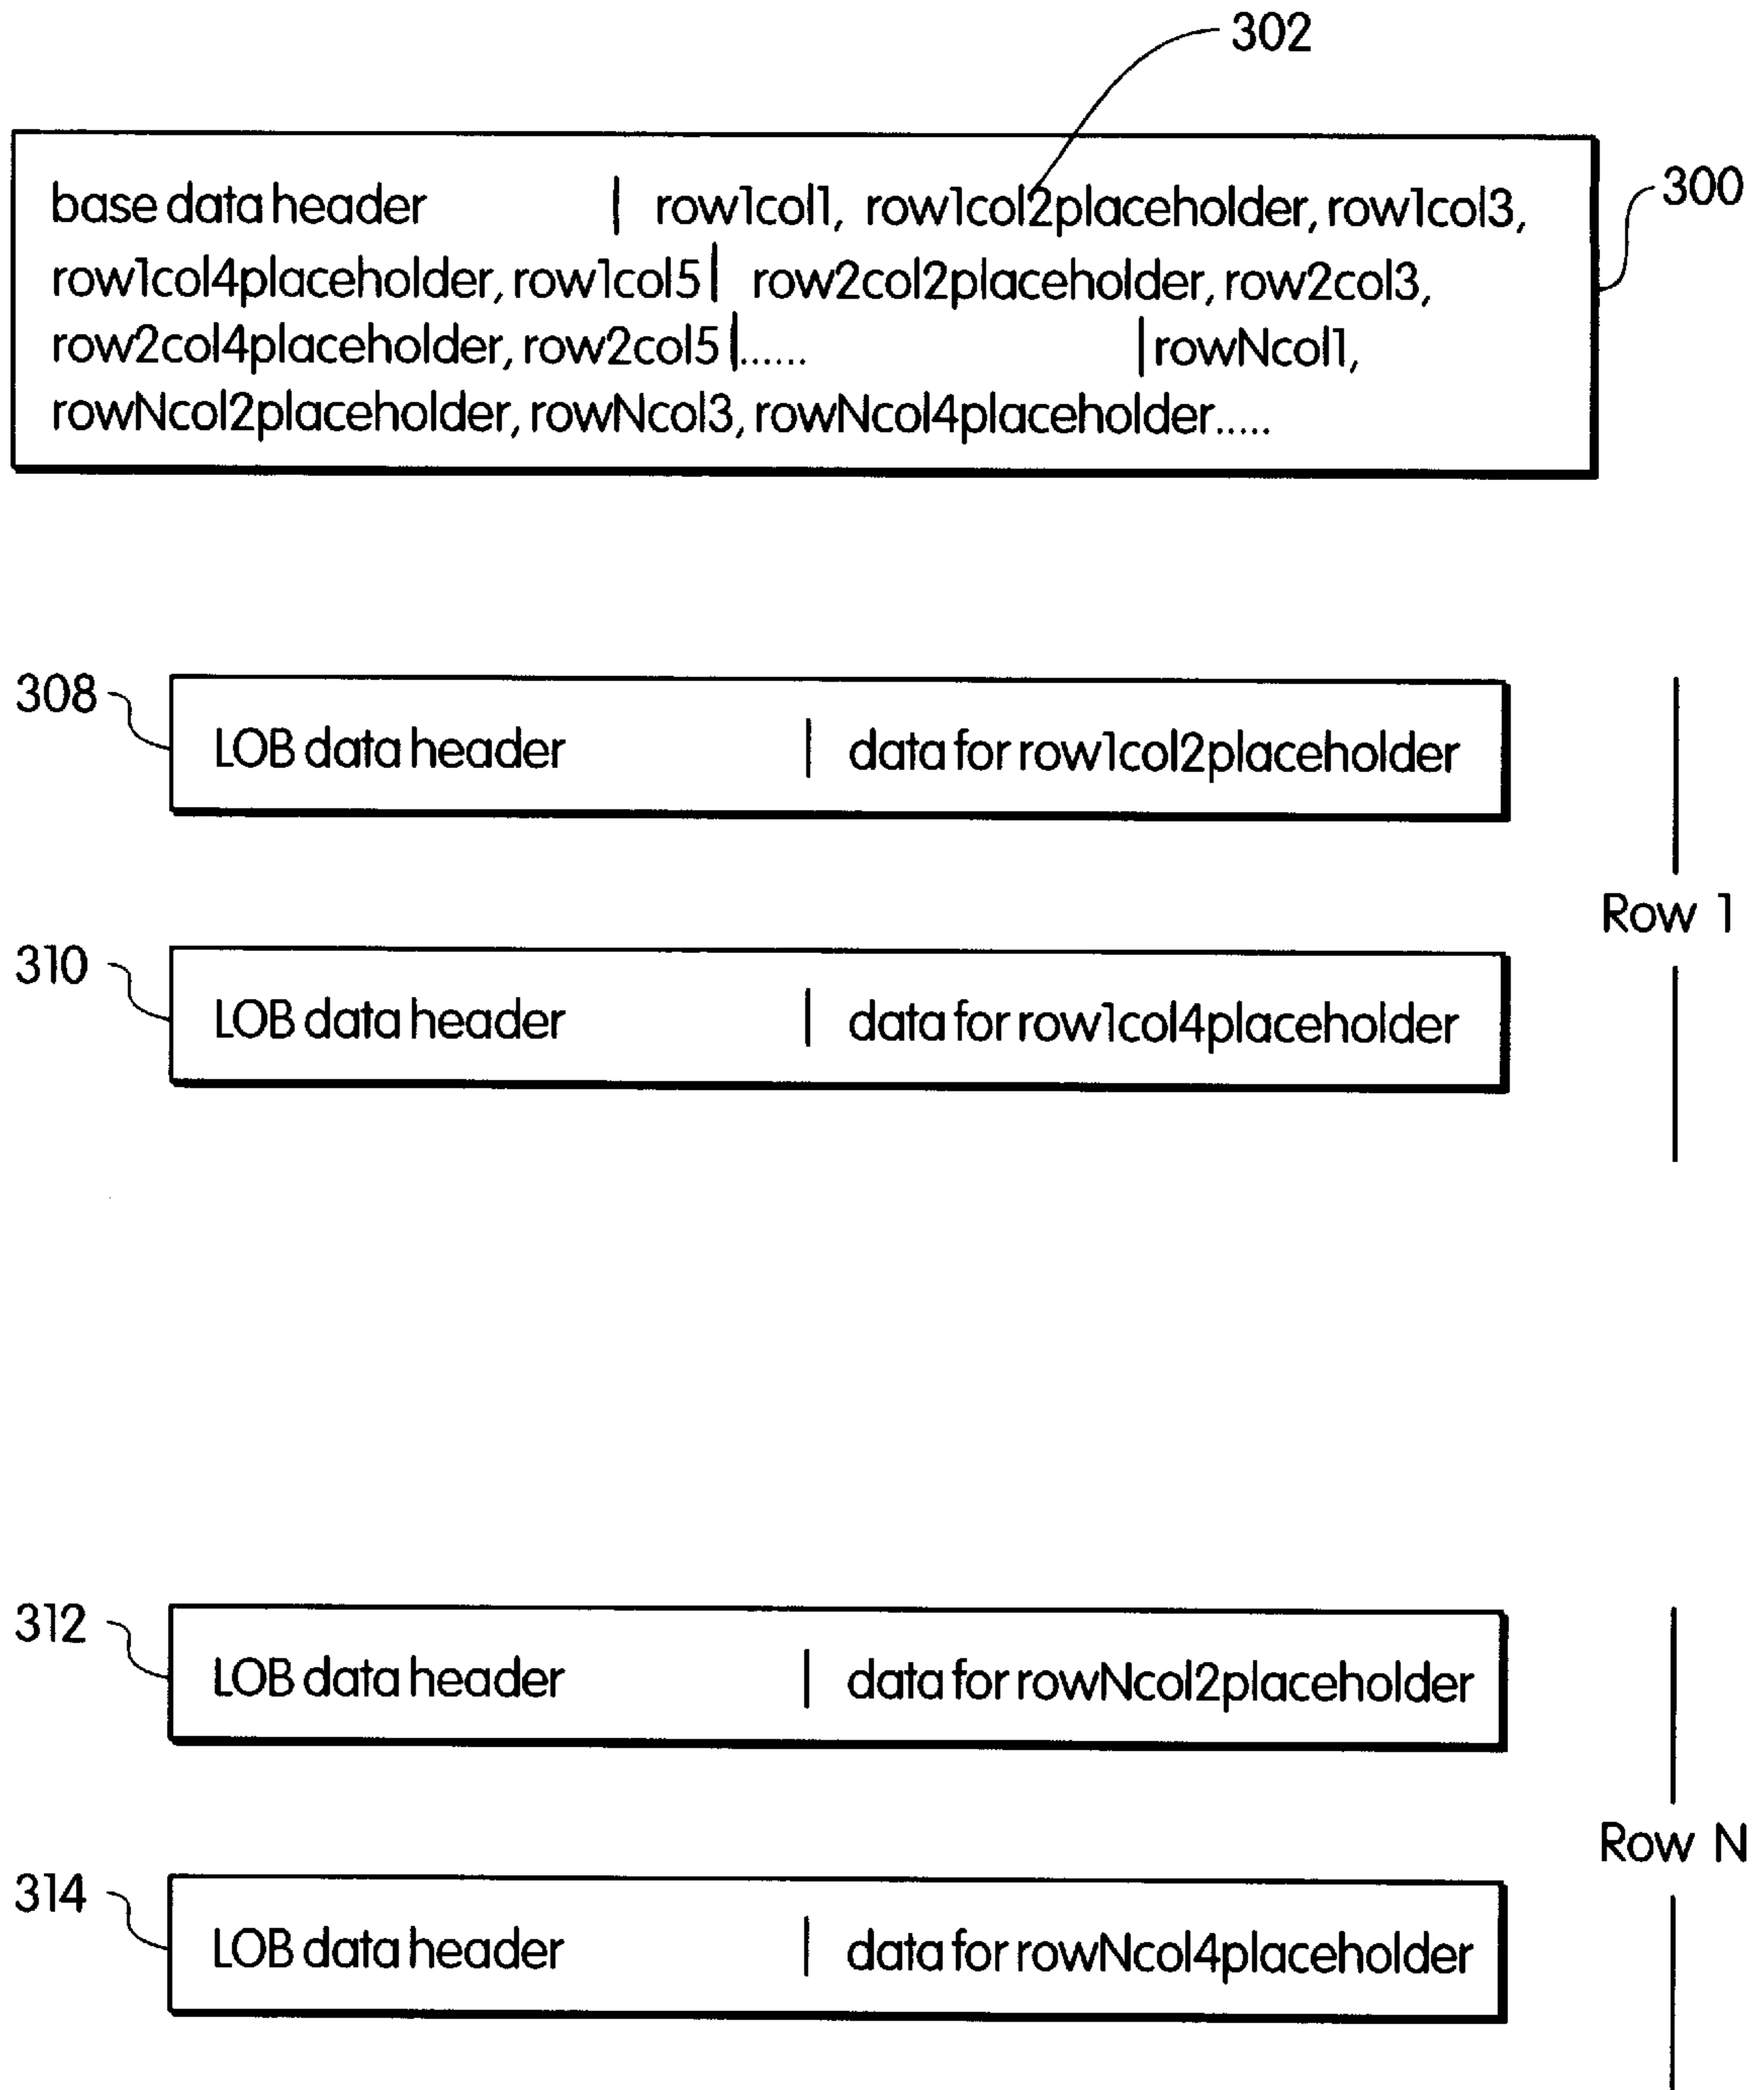 302
base data header | row1col1, row1col2placeholder, row1col3,
300
row1col4placeholder, row1col5 | row2col2placeholder, row2col3,
row2col4placeholder, row2col5 |...... |rowNcol1,
rowNcol2placeholder, rowNcol3, rowNcol4placeholder.....
308
LOB data header | data for row1col2placeholder
Row 1
310
LOB data header | data for row1col4placeholder
312
LOB data header | data for rowNcol2placeholder
Row N
314
LOB data header | data for rowNcol4placeholder